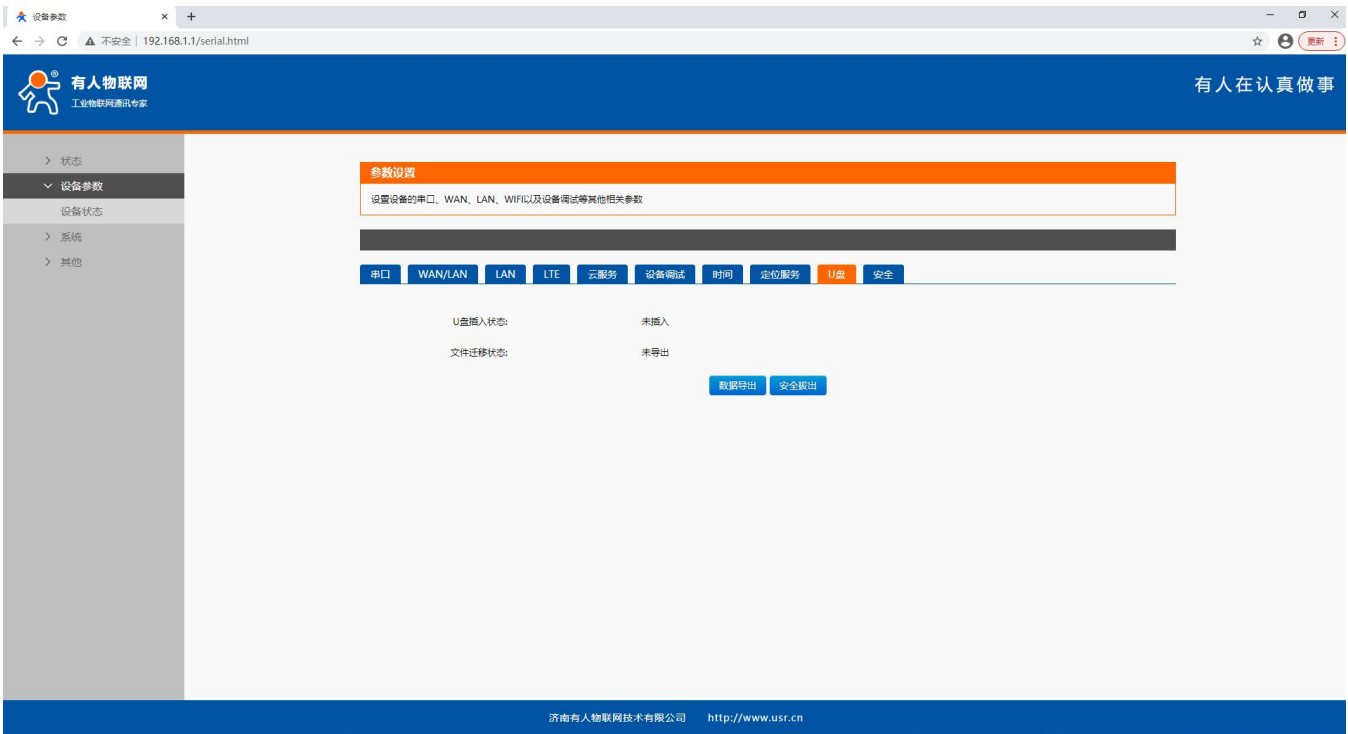 设备参数
不安全 | 192.168.1.1/serial.html
更新
有人物联网
工业物联网通讯专家
有人在认真做事
状态
设备参数
设备状态
系统
其他
参数设置
设置设备的串口、WAN、LAN、WIFI以及设备调试等其他相关参数
串口 WAN/LAN LAN LTE 云服务 设备调试 时间 定位服务 U盘 安全
U盘插入状态: 未插入
文件迁移状态: 未导出
数据导出 安全拔出
济南有人物联网技术有限公司 http://www.usr.cn